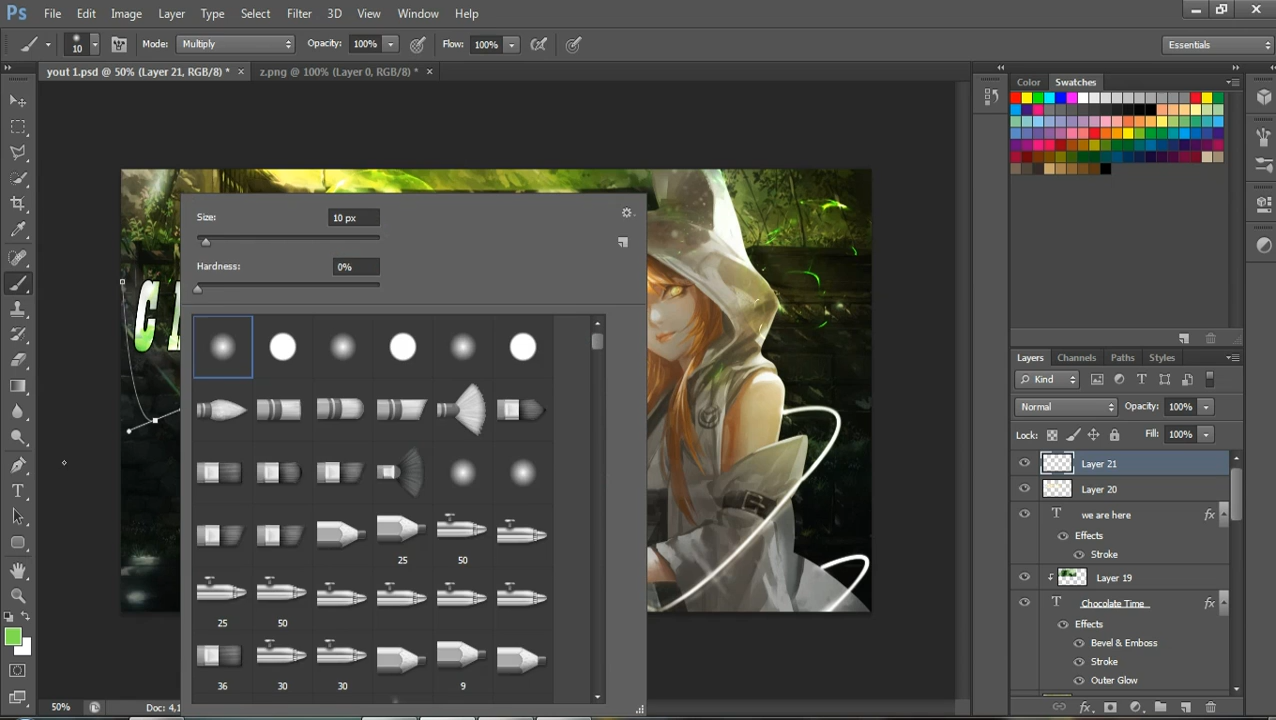 Ps File Edit Image Layer Type Select Filter 3D View Window Help
10 Mode: Multiply Opacity: 100% Flow: 100% Essentials
yout 1.psd @ 50% (Layer 21, RGB/8) * × z.png @ 100% (Layer 0, RGB/8) * ×
Color Swatches
Size: 10 px
Hardness: 0%
C
25 50
25 50
36 30 30 9
Layers Channels Paths Styles
Kind
Normal Opacity: 100%
Lock: Fill: 100%
Layer 21
Layer 20
T we are here fx
Effects
Stroke
Layer 19
T Chocolate Time fx
Effects
Bevel & Emboss
Stroke
Outer Glow
50% Doc: 4,1
fx